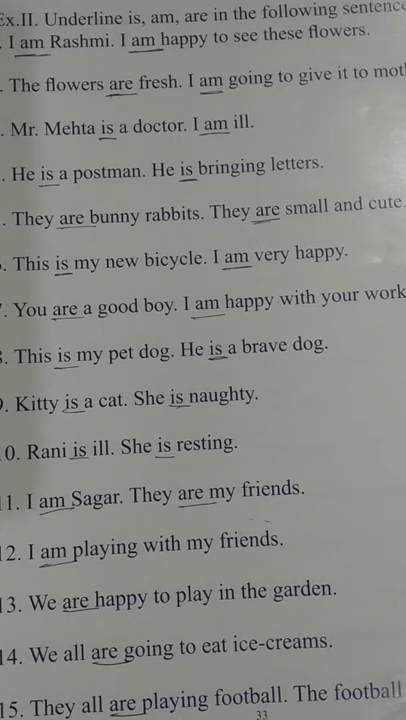 Ex.II. Underline is, am, are in the following sentence
. I am Rashmi. I am happy to see these flowers.
. The flowers are fresh. I am going to give it to mot
. Mr. Mehta is a doctor. I am ill.
. He is a postman. He is bringing letters.
. They are bunny rabbits. They are small and cute.
. This is my new bicycle. I am very happy.
. You are a good boy. I am happy with your work
. This is my pet dog. He is a brave dog.
. Kitty is a cat. She is naughty.
0. Rani is ill. She is resting.
11. I am Sagar. They are my friends.
12. I am playing with my friends.
13. We are happy to play in the garden.
14. We all are going to eat ice-creams.
15. They all are playing football. The football
33